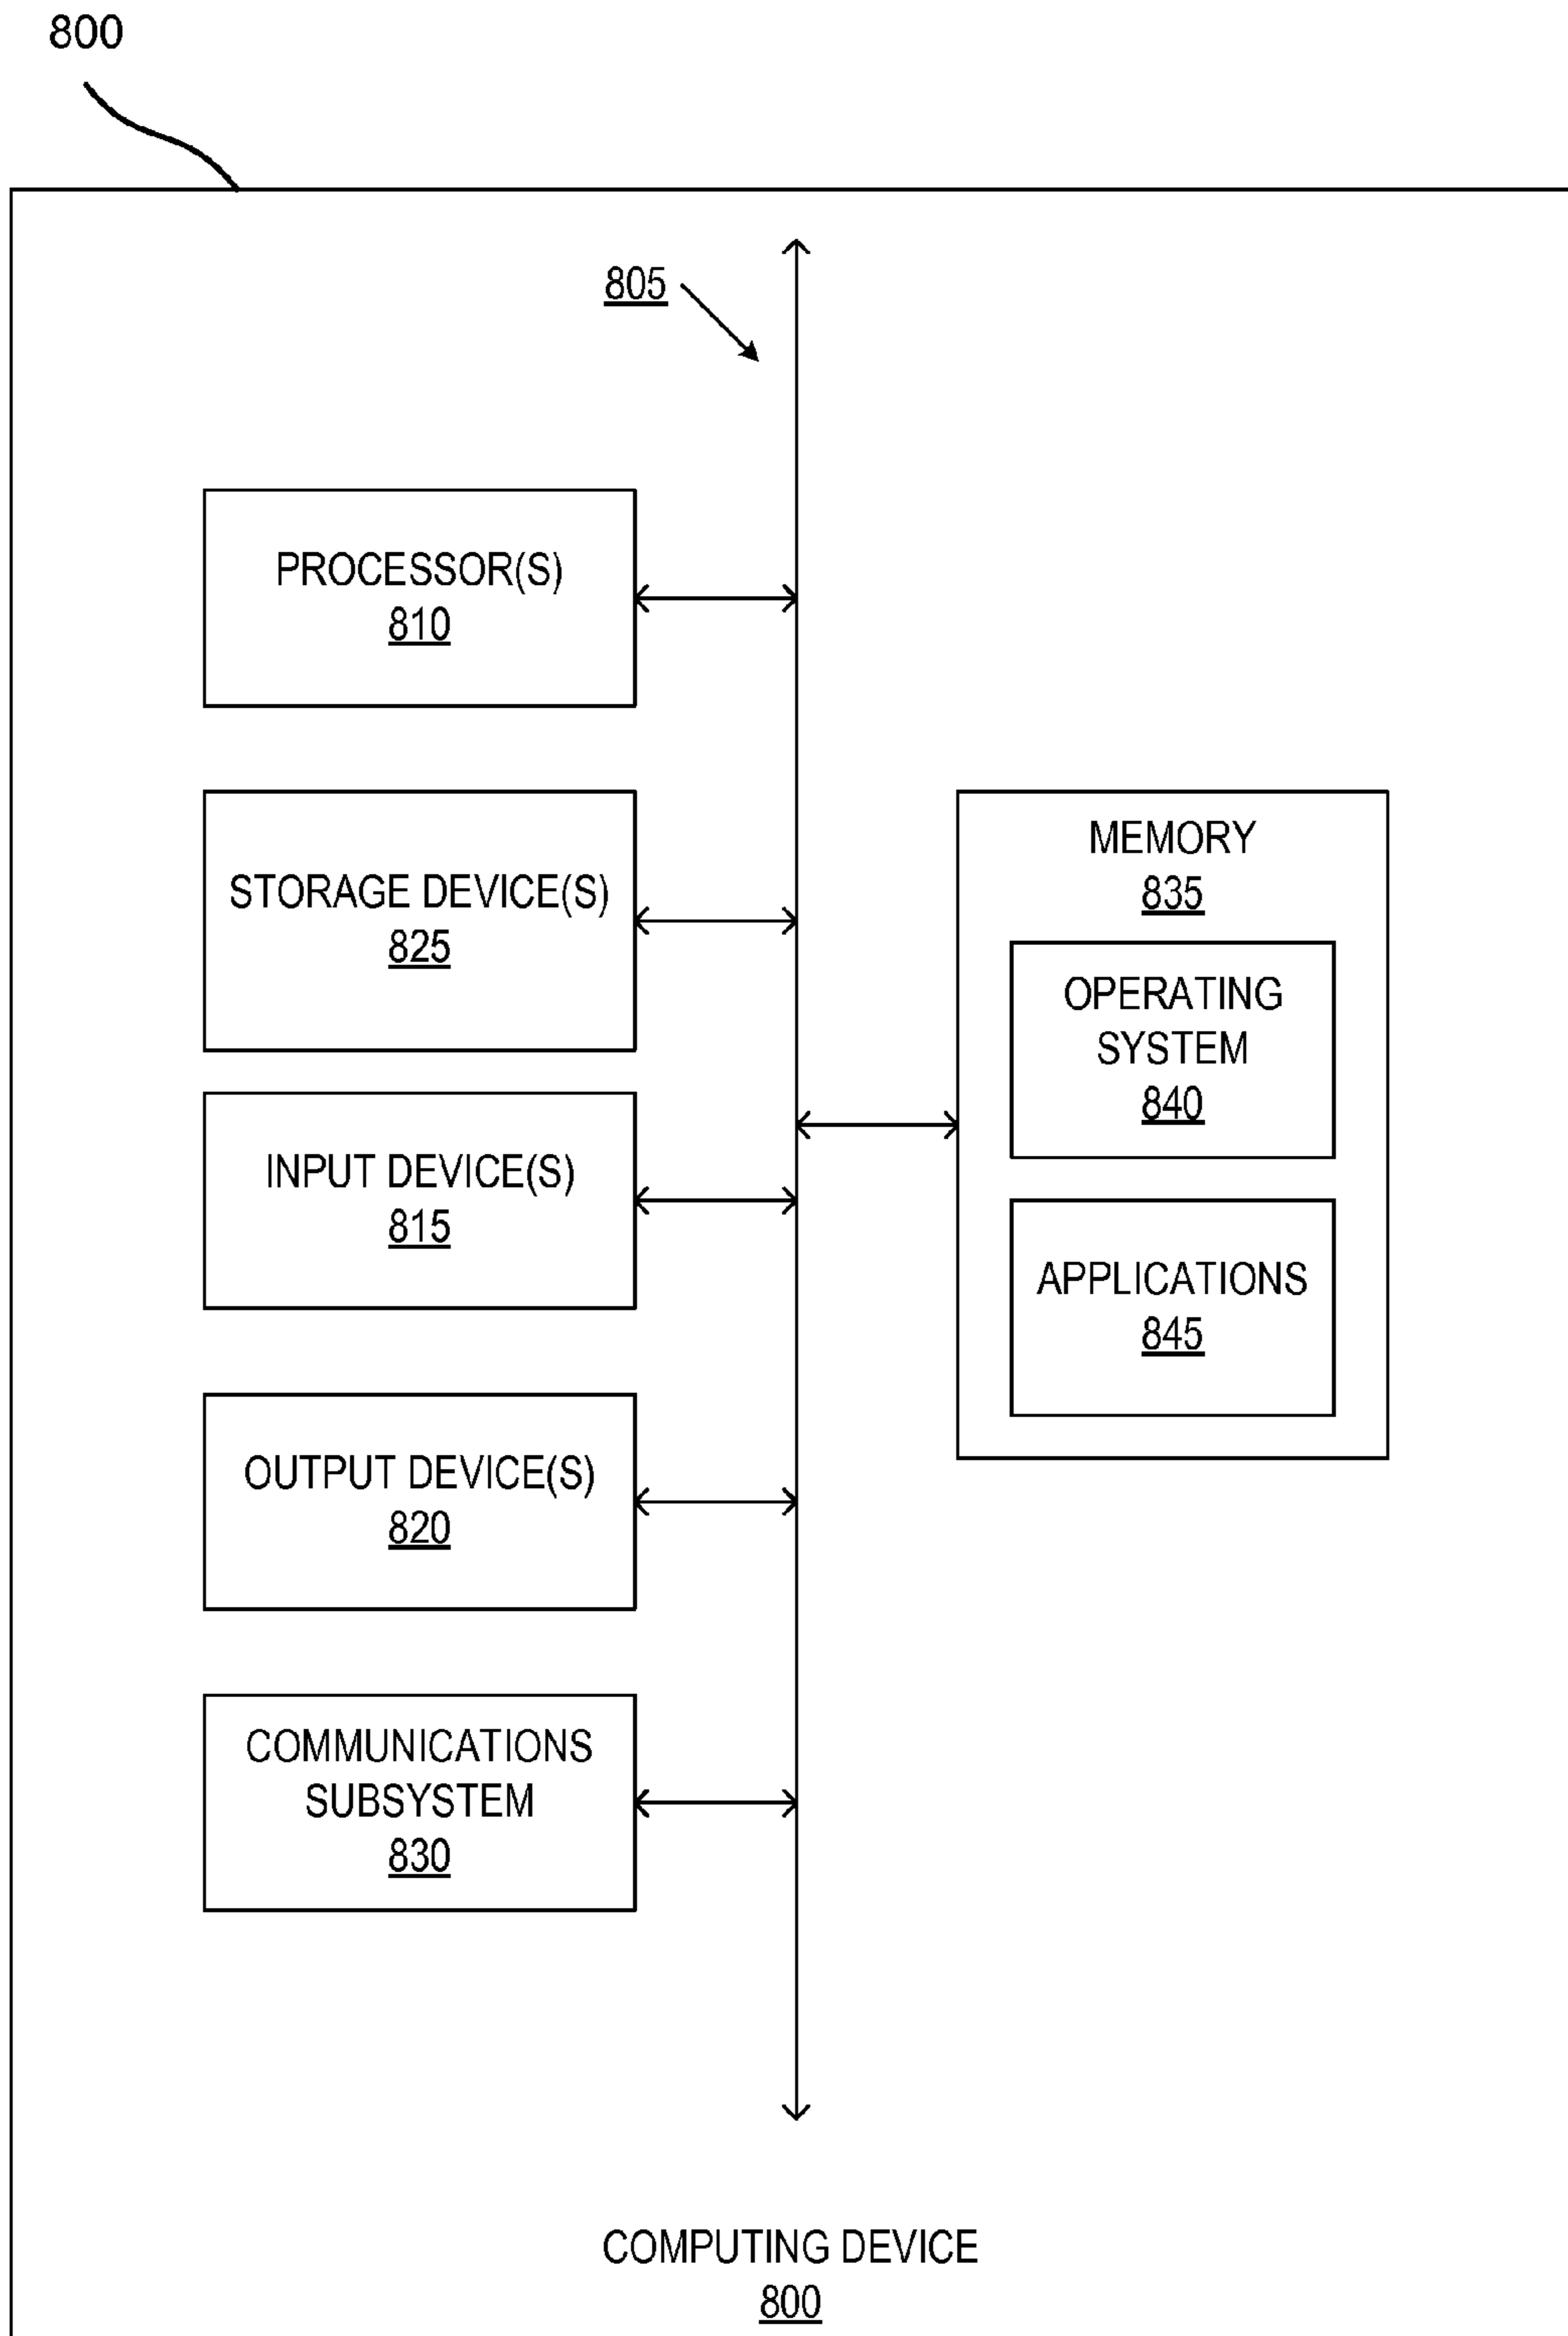 800
805
PROCESSOR(S)
810
STORAGE DEVICE(S)
825
INPUT DEVICE(S)
815
OUTPUT DEVICE(S)
820
COMMUNICATIONS
SUBSYSTEM
830
MEMORY
835
OPERATING
SYSTEM
840
APPLICATIONS
845
COMPUTING DEVICE
800